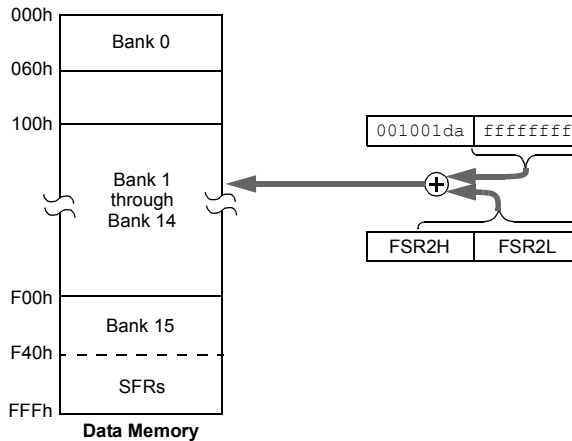 000h
Bank 0
060h
100h
001001da ffffffff
Bank 1
through
Bank 14
FSR2H FSR2L
F00h
Bank 15
F40h
SFRs
FFFh
Data Memory